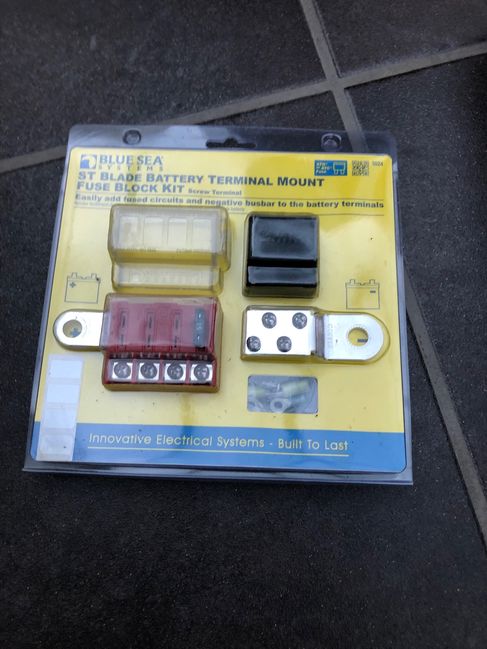 BLUE SEA
SYSTEMS
ST BLADE BATTERY TERMINAL MOUNT
FUSE BLOCK KIT Screw Terminal
Easily add fused circuits and negative busbar to the battery terminals
5024
+
-
Innovative Electrical Systems - Built To Last